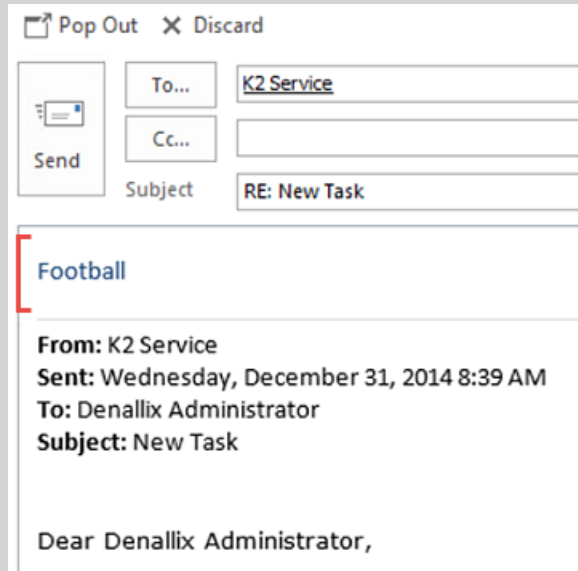 Pop Out Discard
To... K2 Service
Cc...
Send
Subject RE: New Task
Football
From: K2 Service
Sent: Wednesday, December 31, 2014 8:39 AM
To: Denallix Administrator
Subject: New Task
Dear Denallix Administrator,